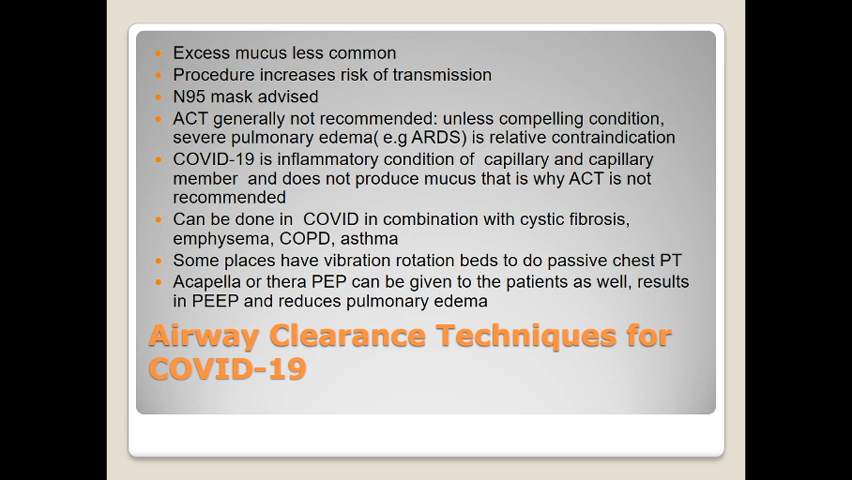 Excess mucus less common
Procedure increases risk of transmission
N95 mask advised
ACT generally not recommended: unless compelling condition,
severe pulmonary edema( e.g ARDS) is relative contraindication
COVID-19 is inflammatory condition of capillary and capillary
member and does not produce mucus that is why ACT is not
recommended
Can be done in COVID in combination with cystic fibrosis,
emphysema, COPD, asthma
Some places have vibration rotation beds to do passive chest PT
Acapella or thera PEP can be given to the patients as well, results
in PEEP and reduces pulmonary edema
Airway Clearance Techniques for
COVID-19